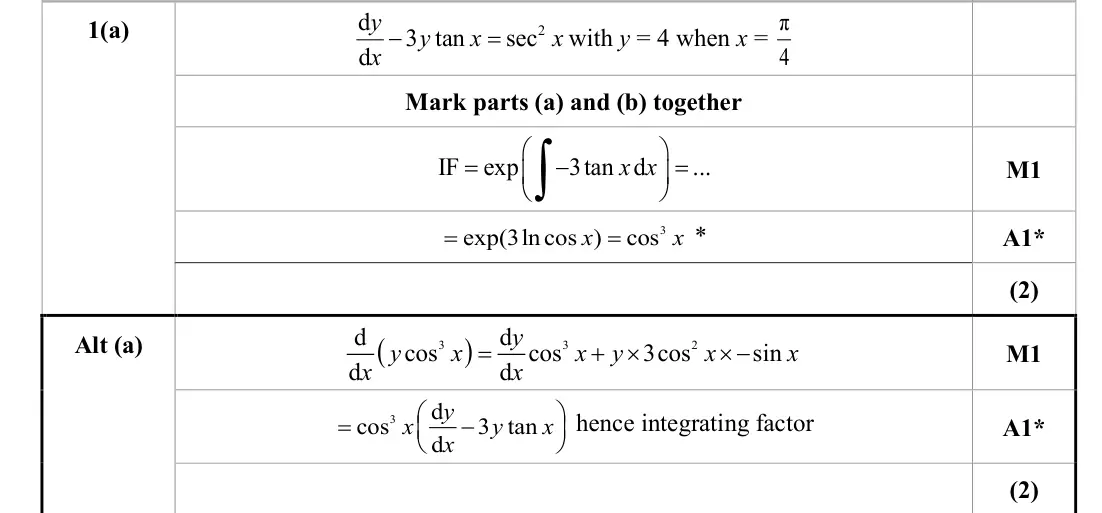 1(a)
dy/dx − 3y tan x = sec² x with y = 4 when x = π/4
Mark parts (a) and (b) together
IF = exp(∫ −3 tan x dx) = ...
M1
= exp(3 ln cos x) = cos³ x *
A1*
(2)
Alt (a)
d/dx (y cos³ x) = dy/dx cos³ x + y × 3cos² x × −sin x
M1
= cos³ x (dy/dx − 3y tan x) hence integrating factor
A1*
(2)